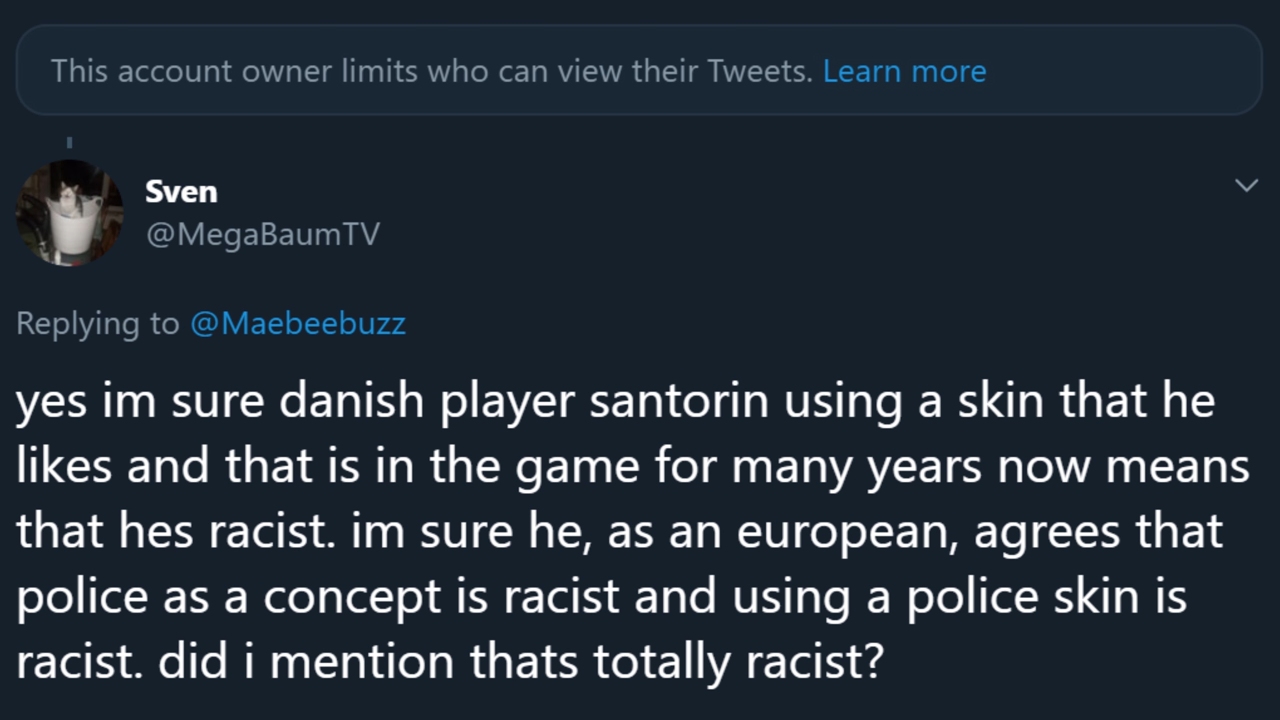 This account owner limits who can view their Tweets. Learn more
Sven
@MegaBaumTV
Replying to @Maebeebuzz
yes im sure danish player santorin using a skin that he
likes and that is in the game for many years now means
that hes racist. im sure he, as an european, agrees that
police as a concept is racist and using a police skin is
racist. did i mention thats totally racist?